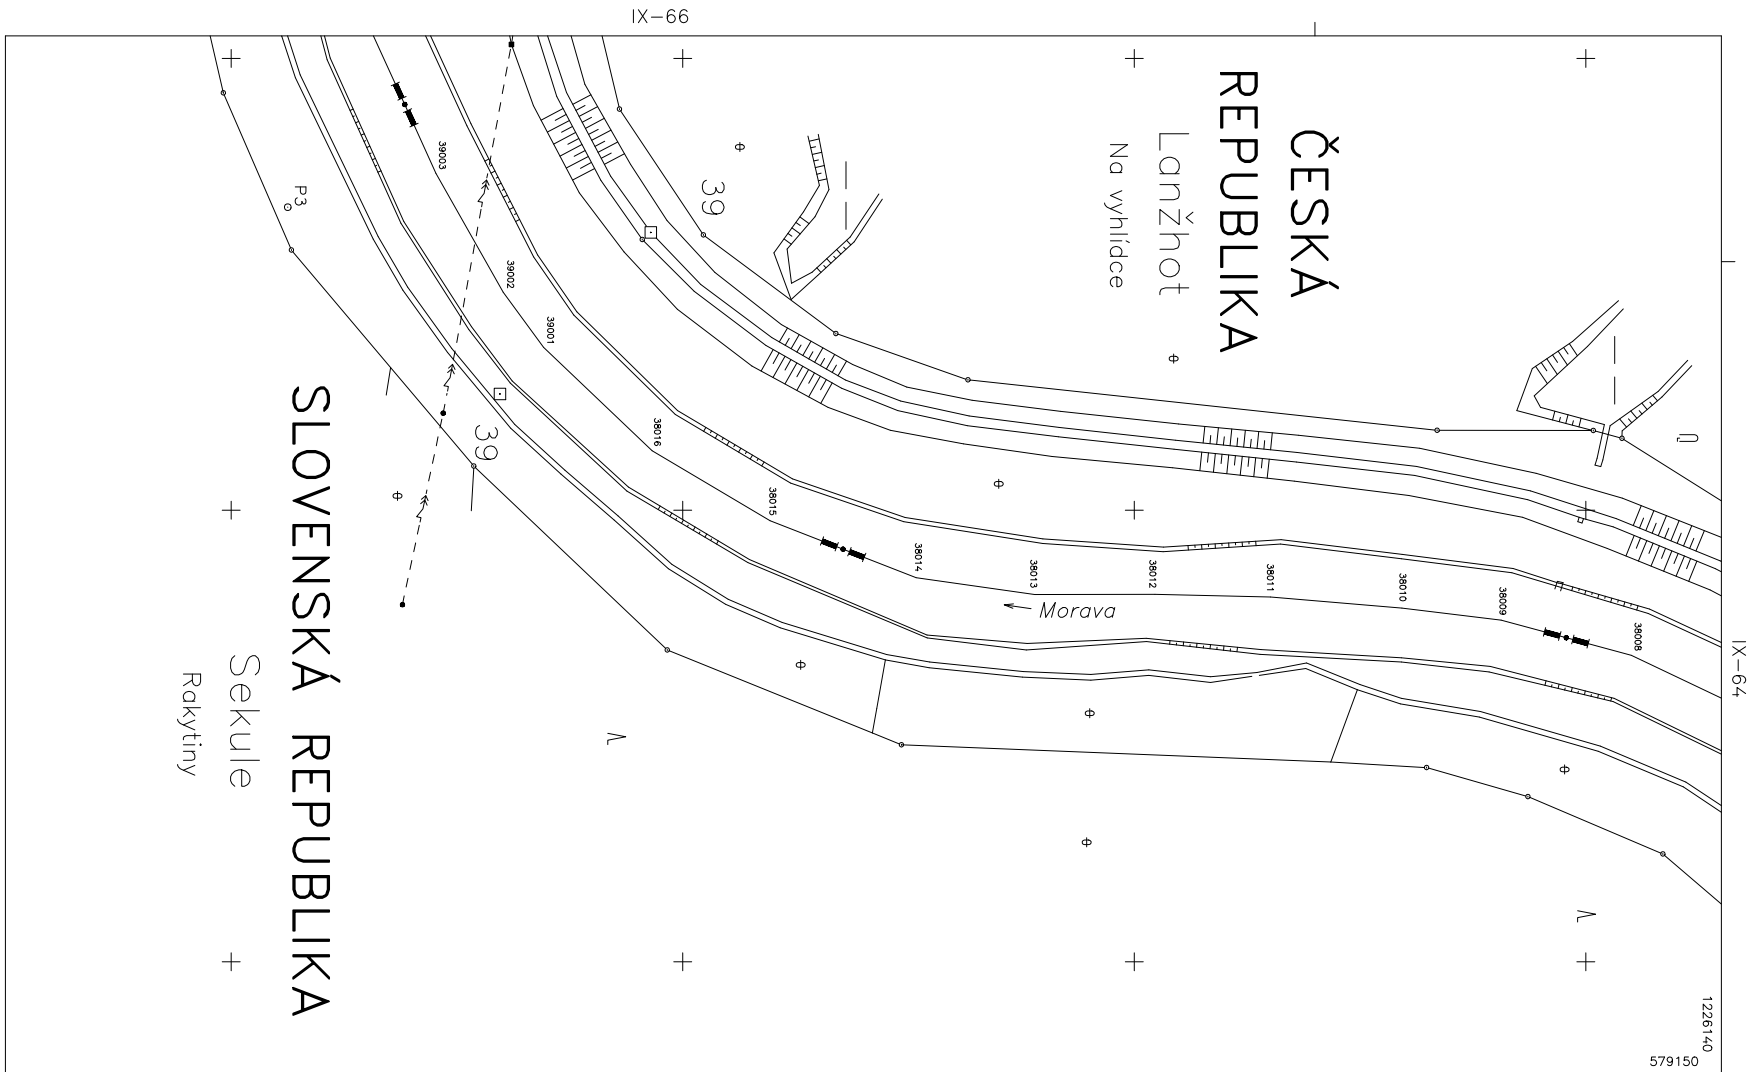 IX-66
IX-64
ČESKÁ
REPUBLIKA
Lanžhot
Na vyhlídce
39
P3
39003
39002
39001
38016
38015
38014
38013
38012
38011
38010
38009
38008
Morava
39
SLOVENSKÁ REPUBLIKA
Sekule
Rakytiny
1226140
579150